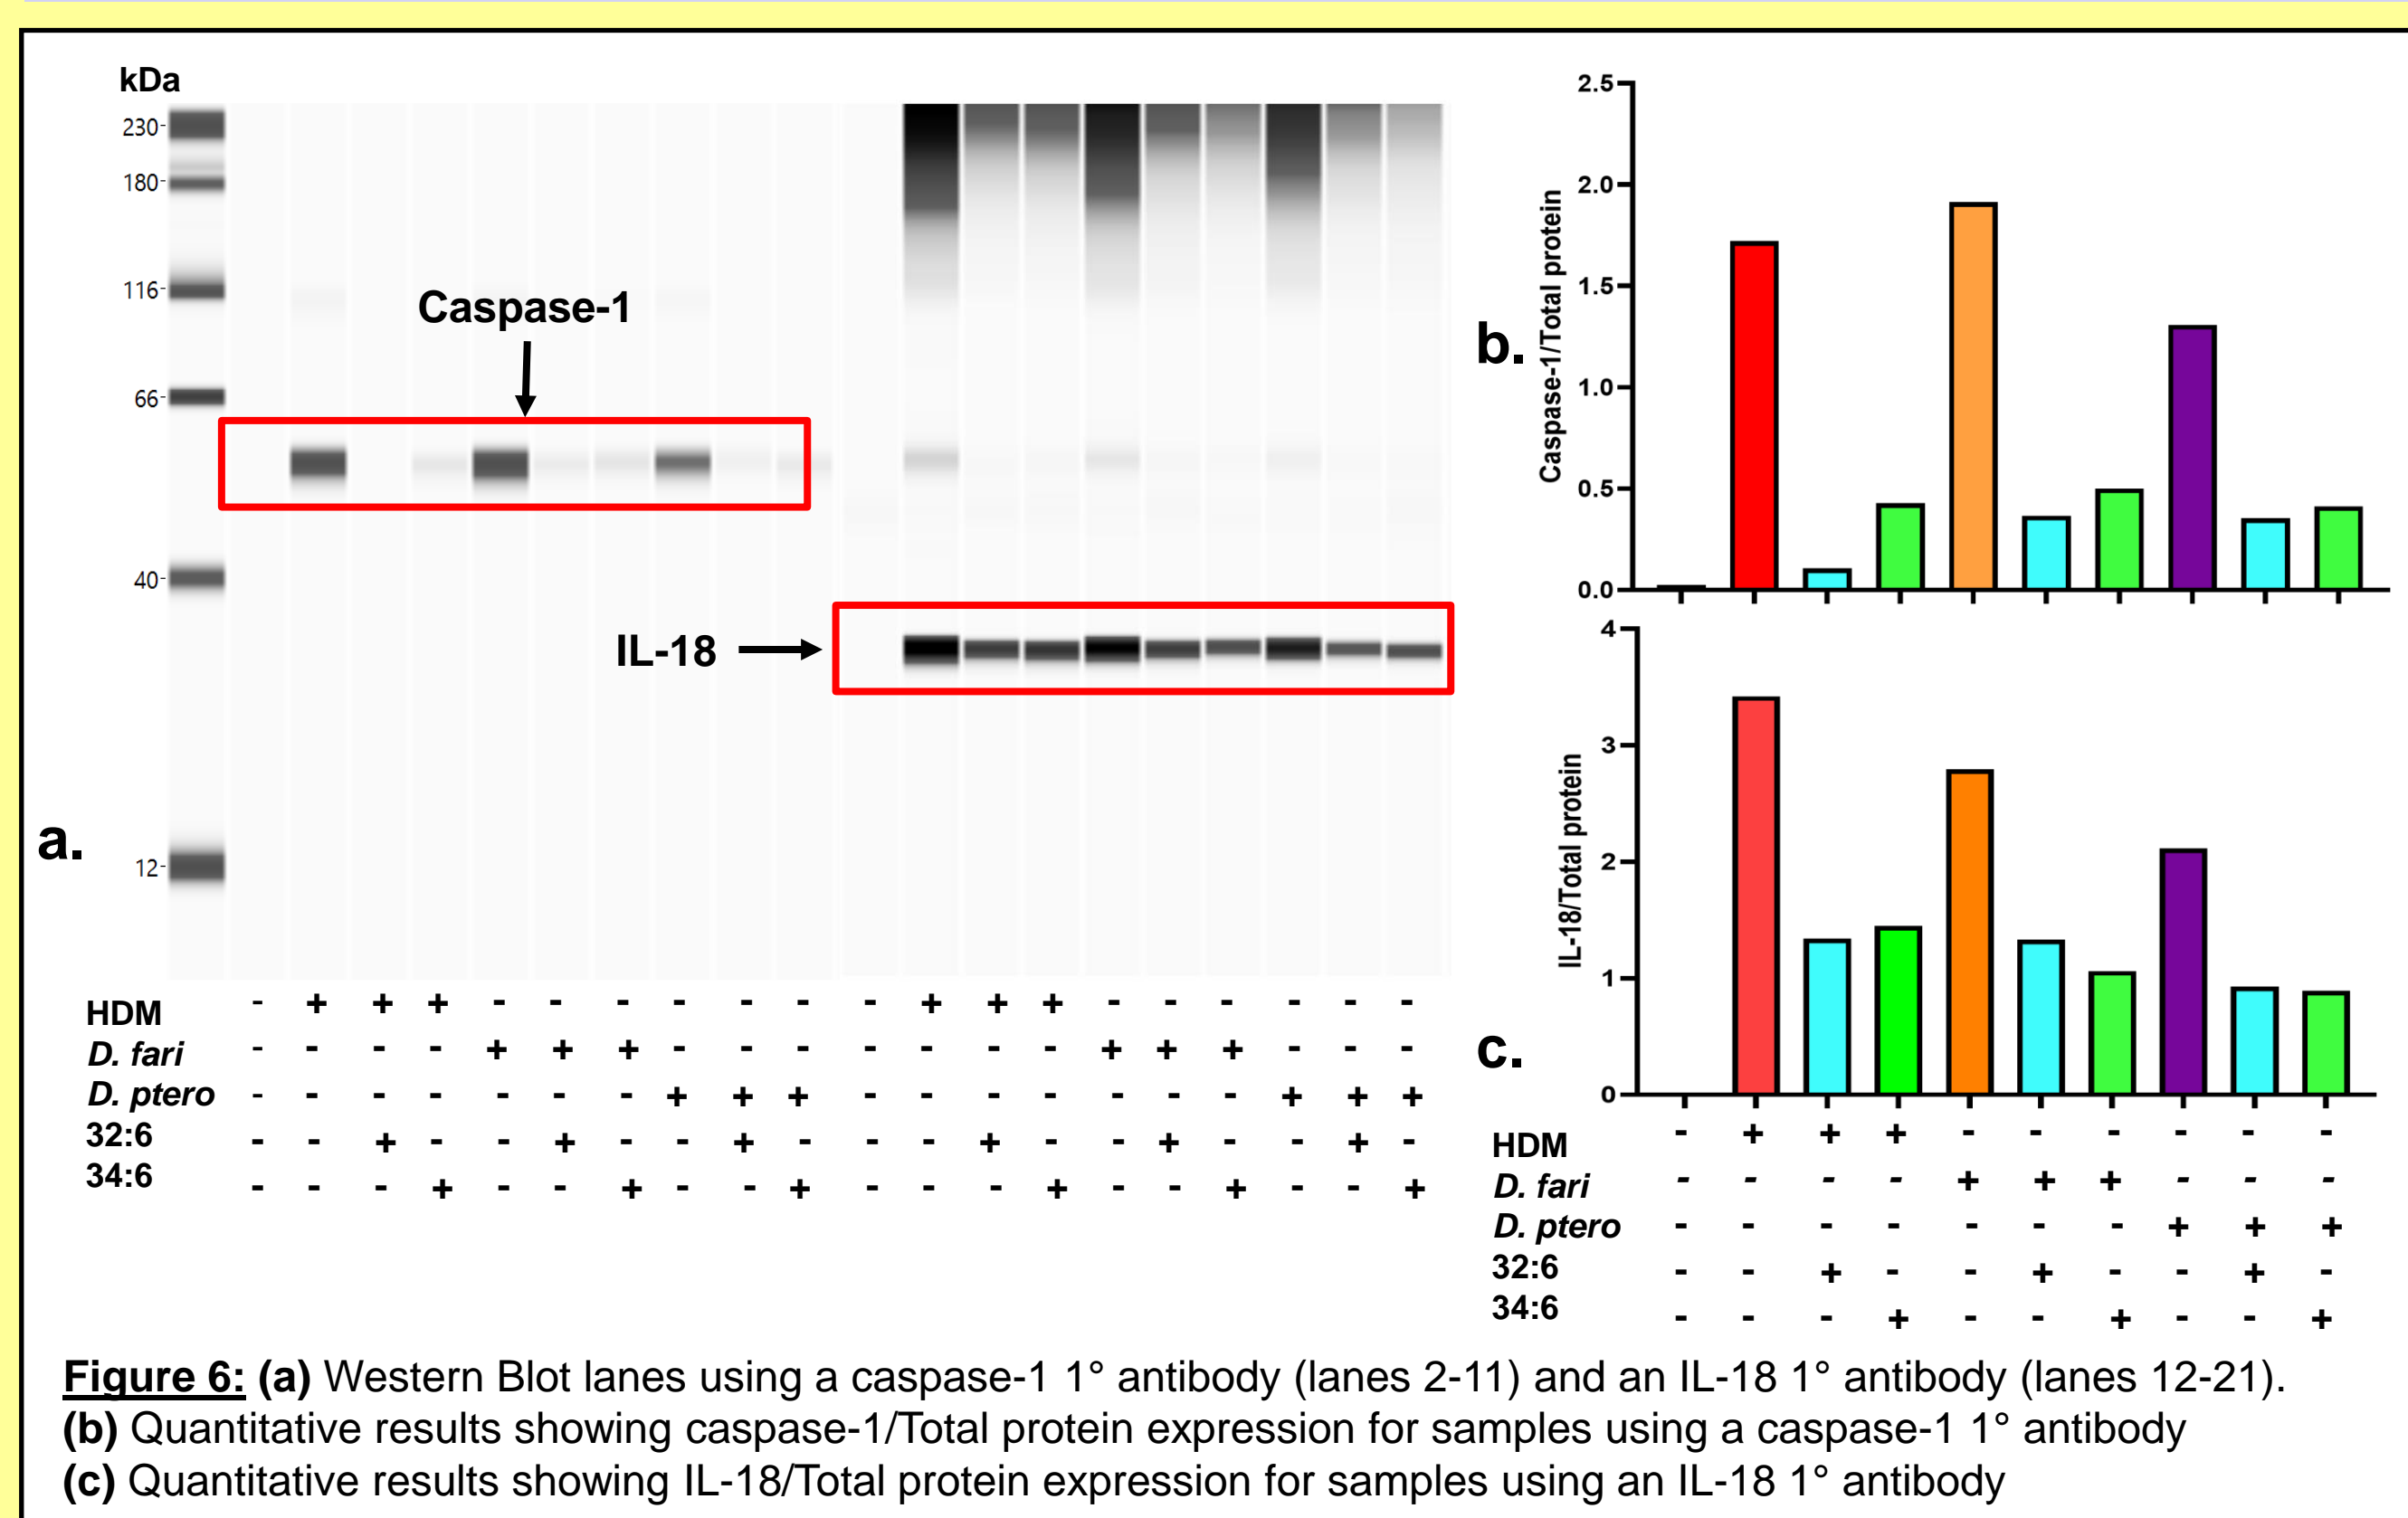 kDa
230-
180-
116-
66-
40-
12-
Caspase-1
IL-18
a.
HDM - + + + - - - - - - - + + + - - - - - -
D. fari - - - - + + + - - - - - - - + + + - - -
D. ptero - - - - - - - + + + - - - - - - - + + +
32:6 - - + - - + - - + - - - + - - + - - + -
34:6 - - - + - - + - - + - - - + - - + - - +
b.
Caspase-1/Total protein
2.5
2.0
1.5
1.0
0.5
0.0
c.
IL-18/Total protein
4
3
2
1
0
HDM - + + + - - - - - -
D. fari - - - - + + + - - -
D. ptero - - - - - - - + + +
32:6 - - + - - + - - + -
34:6 - - - + - - + - - +
Figure 6: (a) Western Blot lanes using a caspase-1 1° antibody (lanes 2-11) and an IL-18 1° antibody (lanes 12-21).
(b) Quantitative results showing caspase-1/Total protein expression for samples using a caspase-1 1° antibody
(c) Quantitative results showing IL-18/Total protein expression for samples using an IL-18 1° antibody